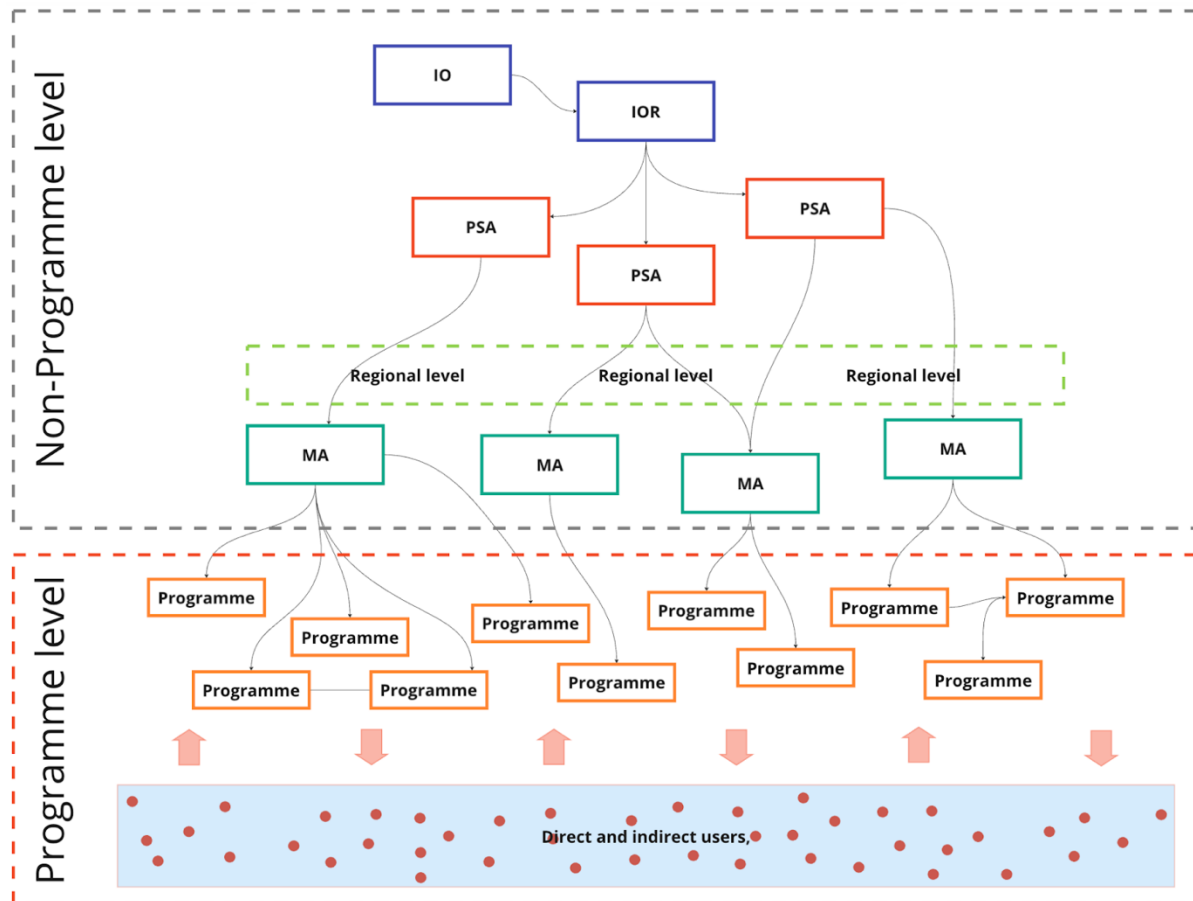 Non-Programme level
IO
IOR
PSA
PSA
PSA
Regional level
Regional level
Regional level
MA
MA
MA
MA
Programme level
Programme
Programme
Programme
Programme
Programme
Programme
Programme
Programme
Programme
Programme
Programme
Direct and indirect users,